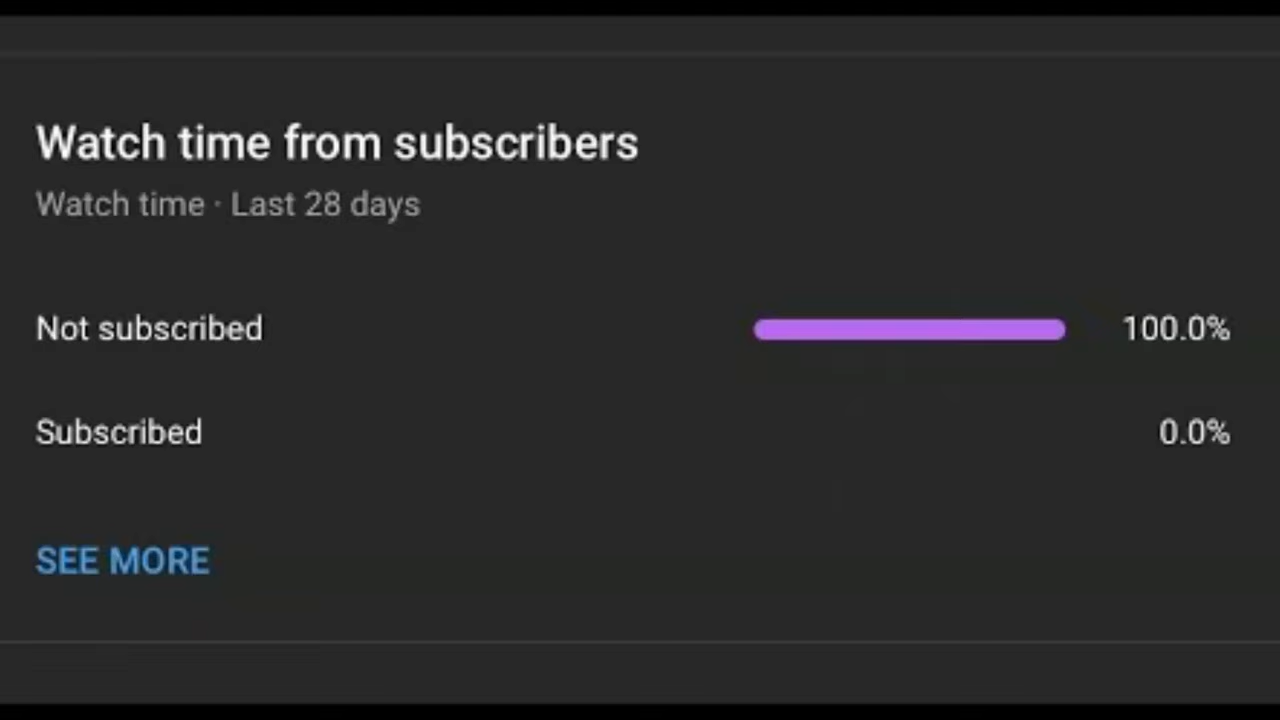 Watch time from subscribers
Watch time · Last 28 days
Not subscribed 100.0%
Subscribed 0.0%
SEE MORE